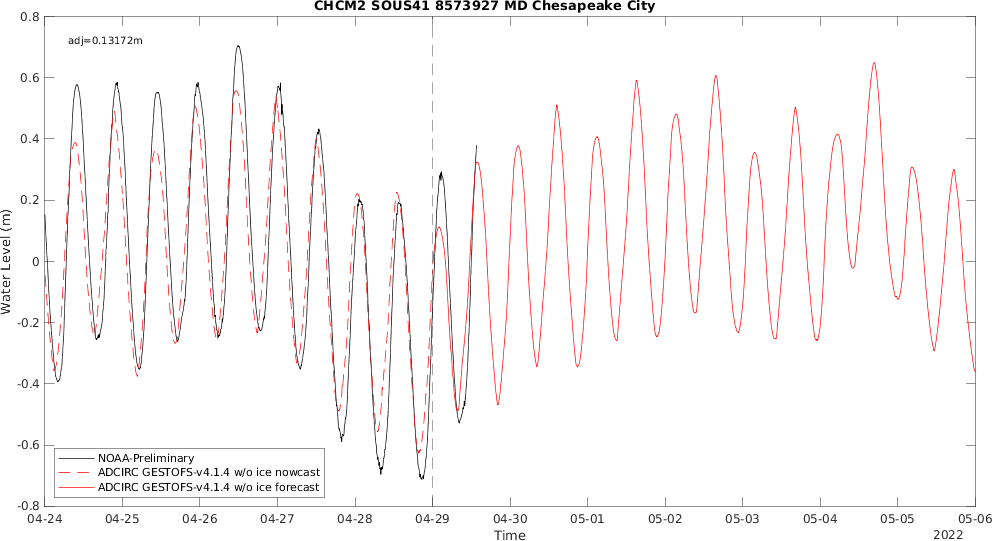 CHCM2 SOUS41 8573927 MD Chesapeake City
adj=0.13172m
0.8
0.6
0.4
0.2
0
-0.2
-0.4
-0.6
-0.8
Water Level (m)
NOAA-Preliminary
ADCIRC GESTOFS-v4.1.4 w/o ice nowcast
ADCIRC GESTOFS-v4.1.4 w/o ice forecast
04-24 04-25 04-26 04-27 04-28 04-29 04-30 05-01 05-02 05-03 05-04 05-05 05-06
Time
2022